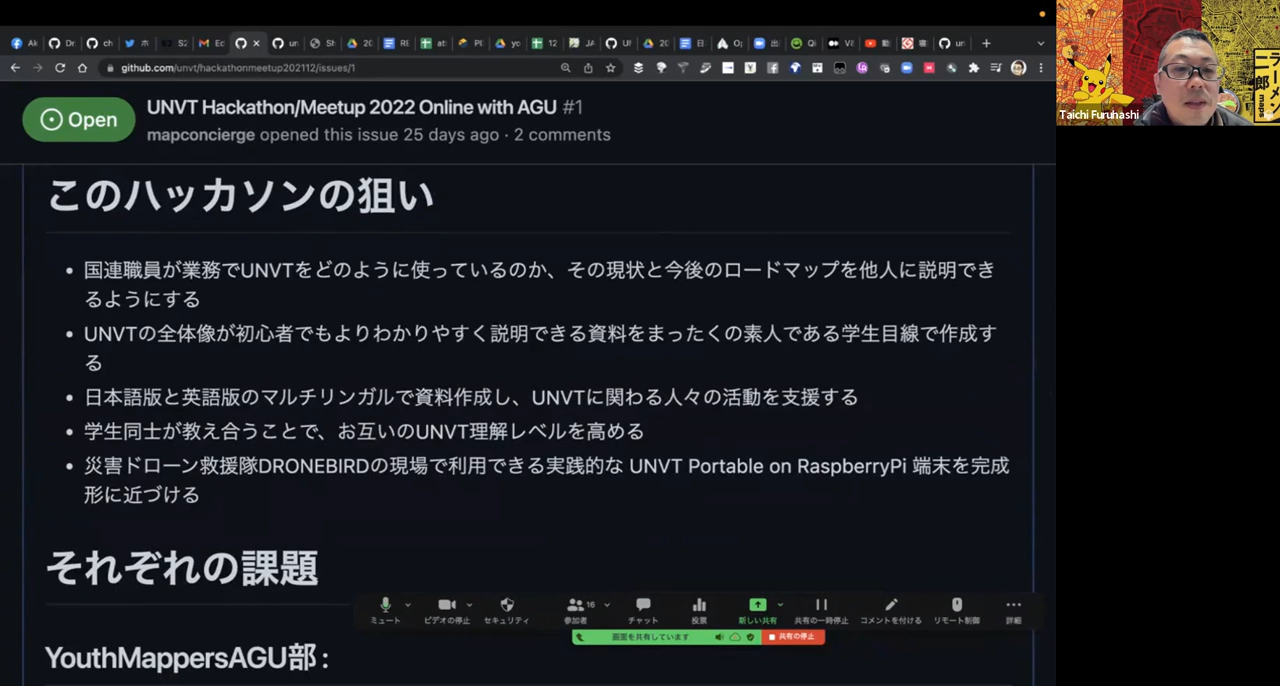 github.com/unvt/hackathonmeetup202112/issues/1
Open
UNVT Hackathon/Meetup 2022 Online with AGU #1
mapconcierge opened this issue 25 days ago · 2 comments
Taichi Furuhashi
このハッカソンの狙い
• 国連職員が業務でUNVTをどのように使っているのか、その現状と今後のロードマップを他人に説明でき
るようにする
• UNVTの全体像が初心者でもよりわかりやすく説明できる資料をまったくの素人である学生目線で作成す
る
• 日本語版と英語版のマルチリンガルで資料作成し、UNVTに関わる人々の活動を支援する
• 学生同士が教え合うことで、お互いのUNVT理解レベルを高める
• 災害ドローン救援隊DRONEBIRDの現場で利用できる実践的な UNVT Portable on RaspberryPi 端末を完成
形に近づける
それぞれの課題
16
ミュート ビデオの停止 セキュリティ 参加者 チャット 投票 新しい共有 共有の一時停止 コメントを付ける リモート制御 詳細
画面を共有しています 共有の停止
YouthMappersAGU部 :